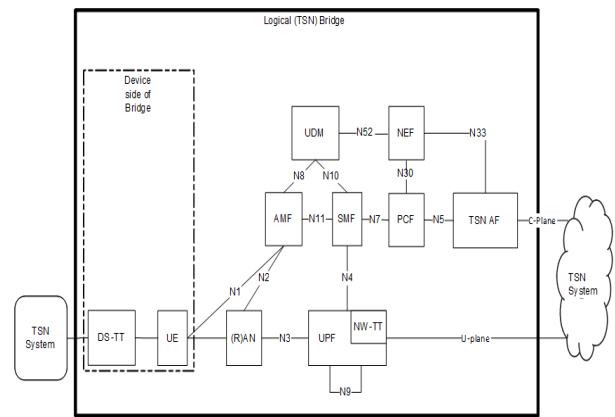 Logical (TSN) Bridge
Device
side of
Bridge
UDM
N52
NEF
N33
N8
N10
N30
AMF
N11
SMF
N7
PCF
N5
TSN AF
C-Plane
N1
N2
N4
TSN
System
TSN
System
DS-TT
UE
(R)AN
N3
UPF
NW-TT
U-plane
N9